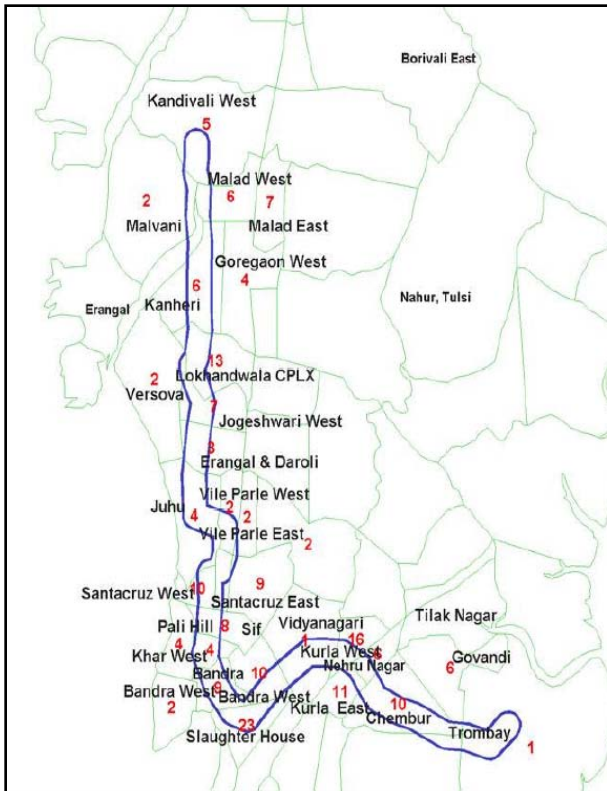 Borivali East
Kandivali West
5
Malad West
2
6
7
Malvani
Malad East
Goregaon West
4
6
Kanheri
Nahur, Tulsi
Erangal
13
Lokhandwala CPLX
2
Versova
7
Jogeshwari West
3
Erangal & Daroli
Vile Parle West
2
Juhu
4
2
Vile Parle East
2
10
9
Santacruz West
Santacruz East
Tilak Nagar
Pali Hill
8
Sif
Vidyanagari
1
16
4
4
Khar West
Kurla West
Nehru Nagar
Govandi
6
Bandra
10
9
Bandra West
Bandra West
11
2
Kurla East
10
Chembur
23
Slaughter House
Trombay
1